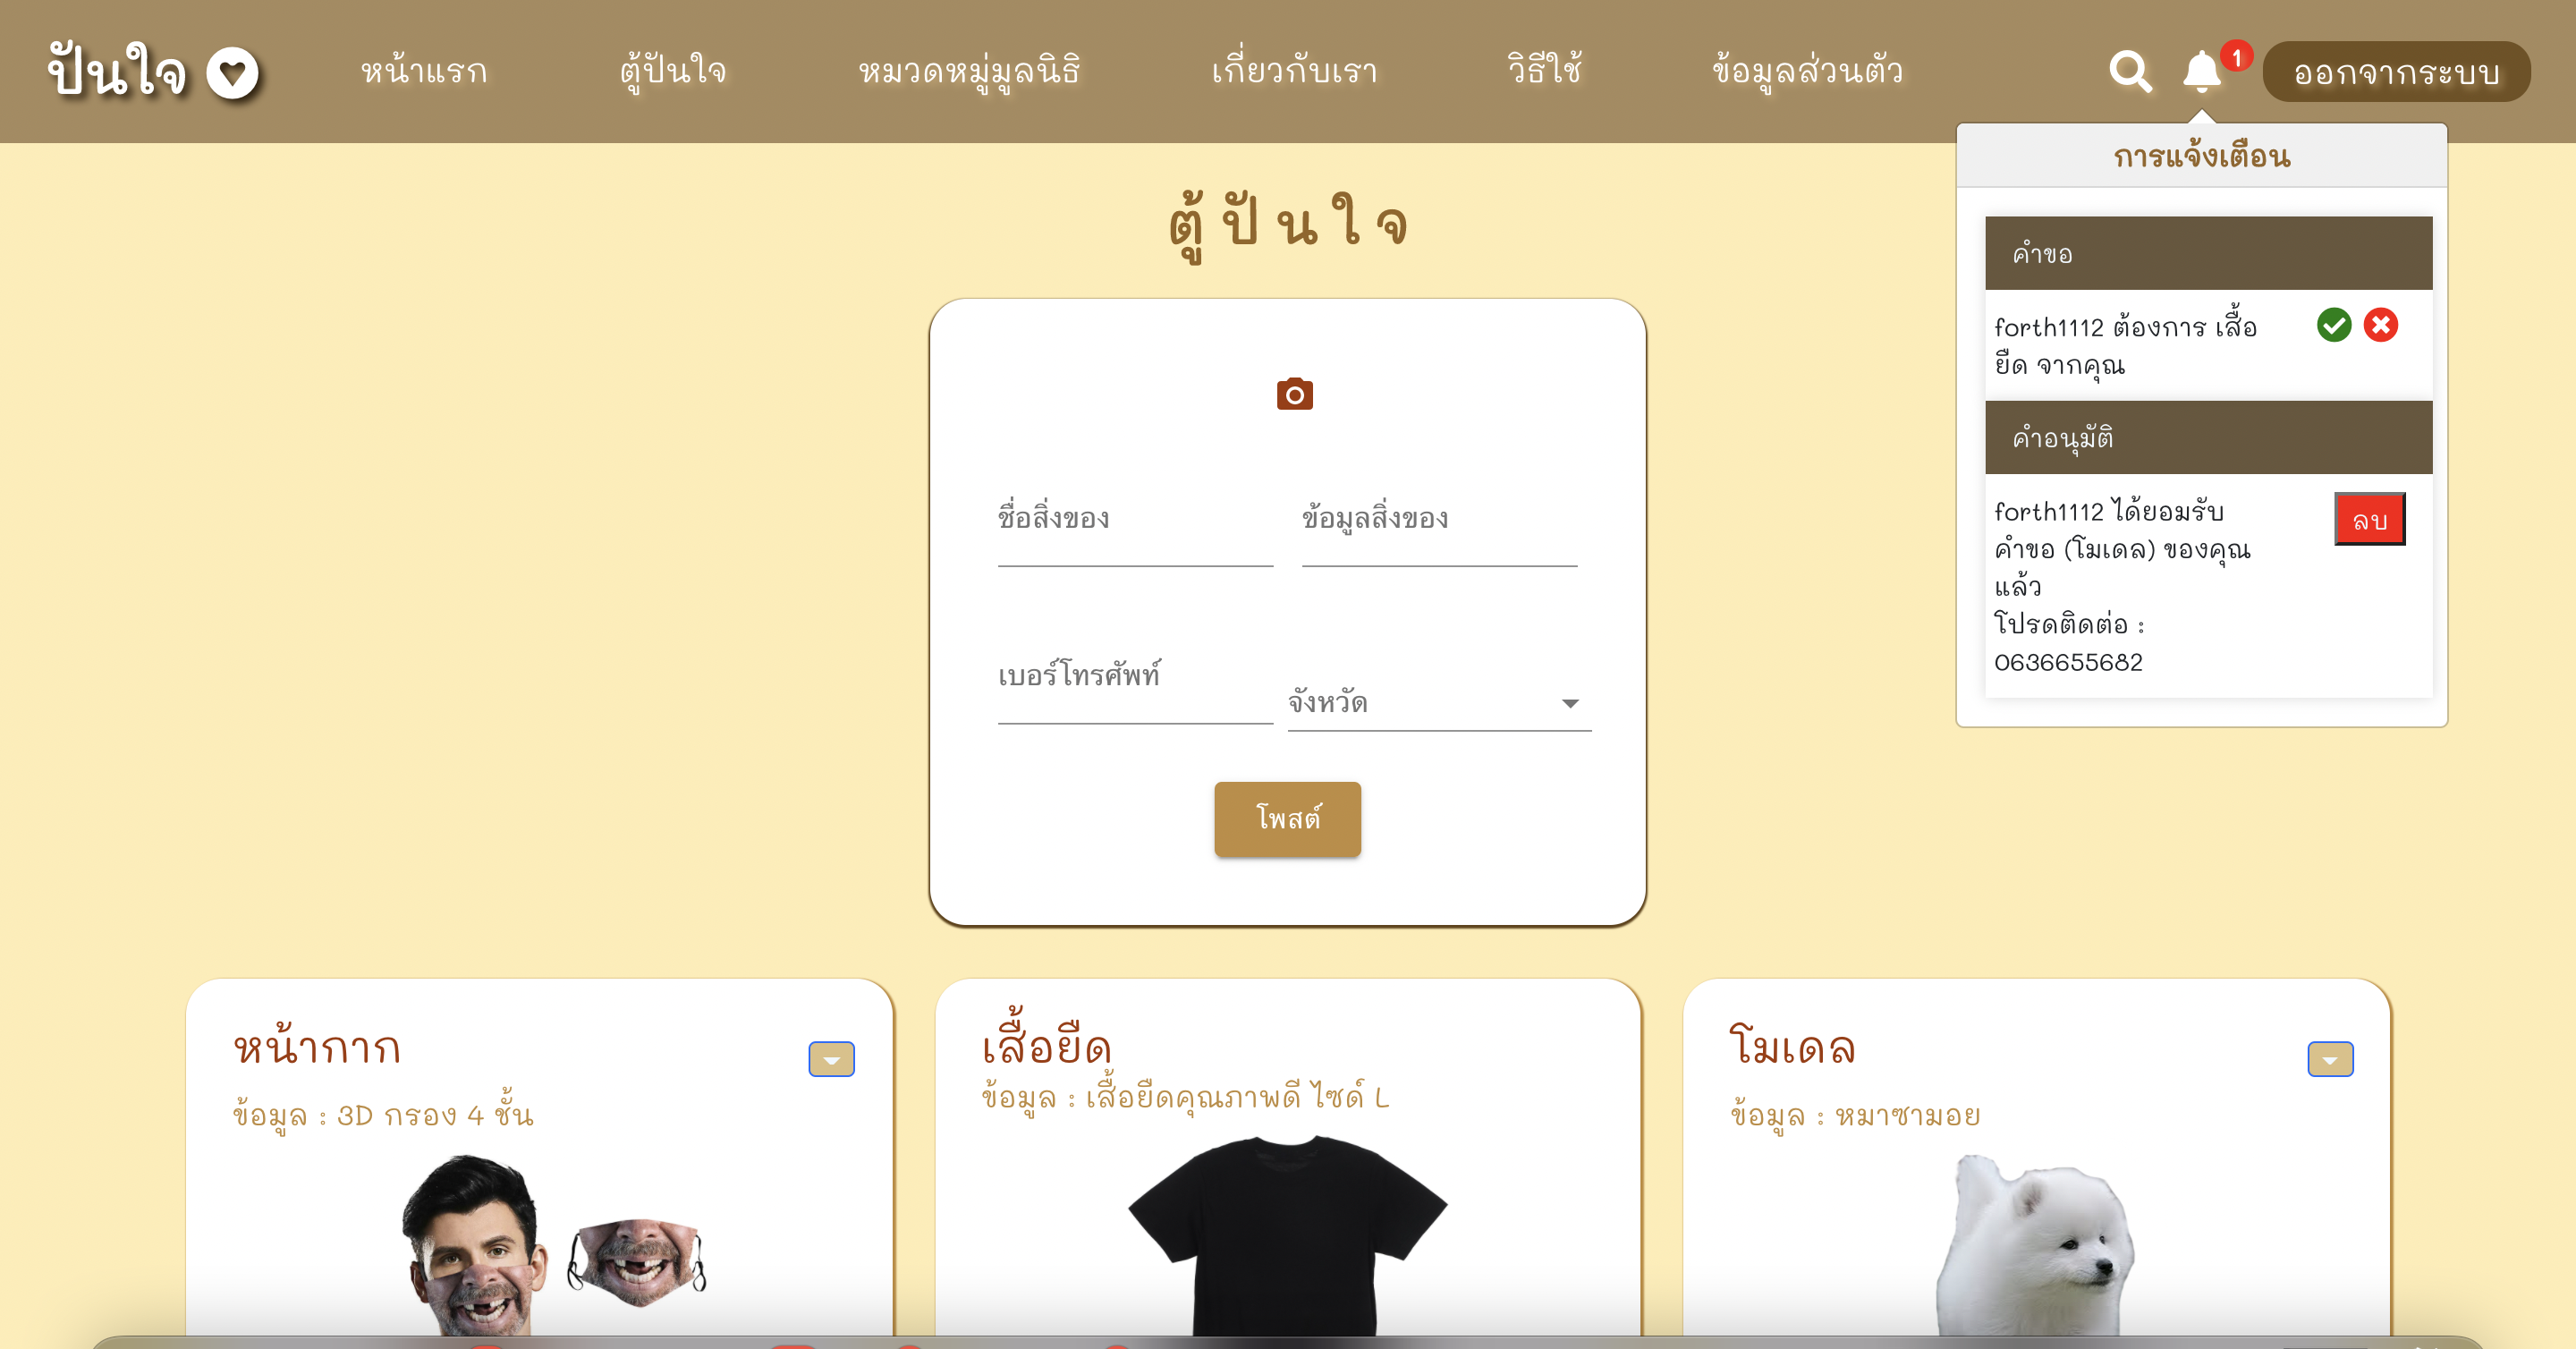 ปันใจ
หน้าแรก
ตู้ปันใจ
หมวดหมู่มูลนิธิ
เกี่ยวกับเรา
วิธีใช้
ข้อมูลส่วนตัว
1
ออกจากระบบ
การแจ้งเตือน
คำขอ
forth1112 ต้องการ เสื้อ
ยืด จากคุณ
คำอนุมัติ
forth1112 ได้ยอมรับ
คำขอ (โมเดล) ของคุณ
แล้ว
โปรดติดต่อ :
0636655682
ลบ
ตู้ปันใจ
ชื่อสิ่งของ
ข้อมูลสิ่งของ
เบอร์โทรศัพท์
จังหวัด
โพสต์
หน้ากาก
ข้อมูล : 3D กรอง 4 ชั้น
เสื้อยืด
ข้อมูล : เสื้อยืดคุณภาพดี ไซด์ L
โมเดล
ข้อมูล : หมาซามอย